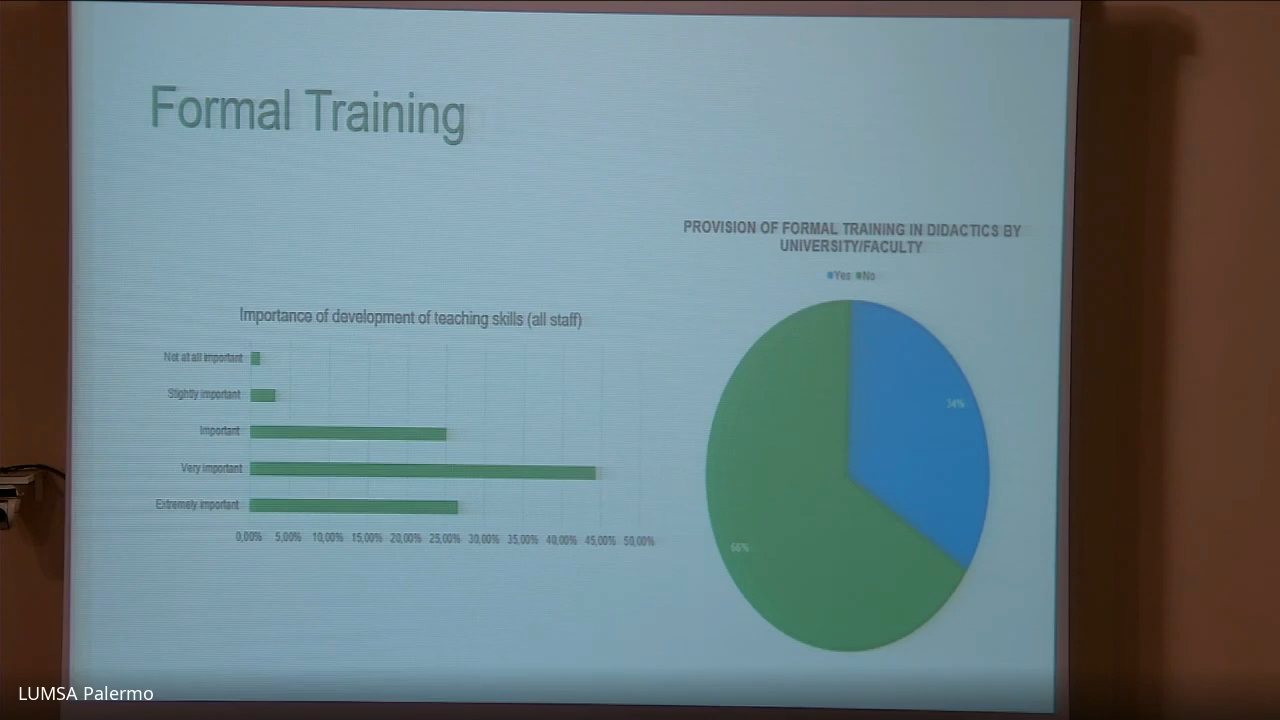 Formal Training
PROVISION OF FORMAL TRAINING IN DIDACTICS BY
UNIVERSITY/FACULTY
Yes No
34%
66%
Importance of development of teaching skills (all staff)
Not at all important
Slightly important
Important
Very important
Extremely important
0,00% 5,00% 10,00% 15,00% 20,00% 25,00% 30,00% 35,00% 40,00% 45,00% 50,00%
LUMSA Palermo